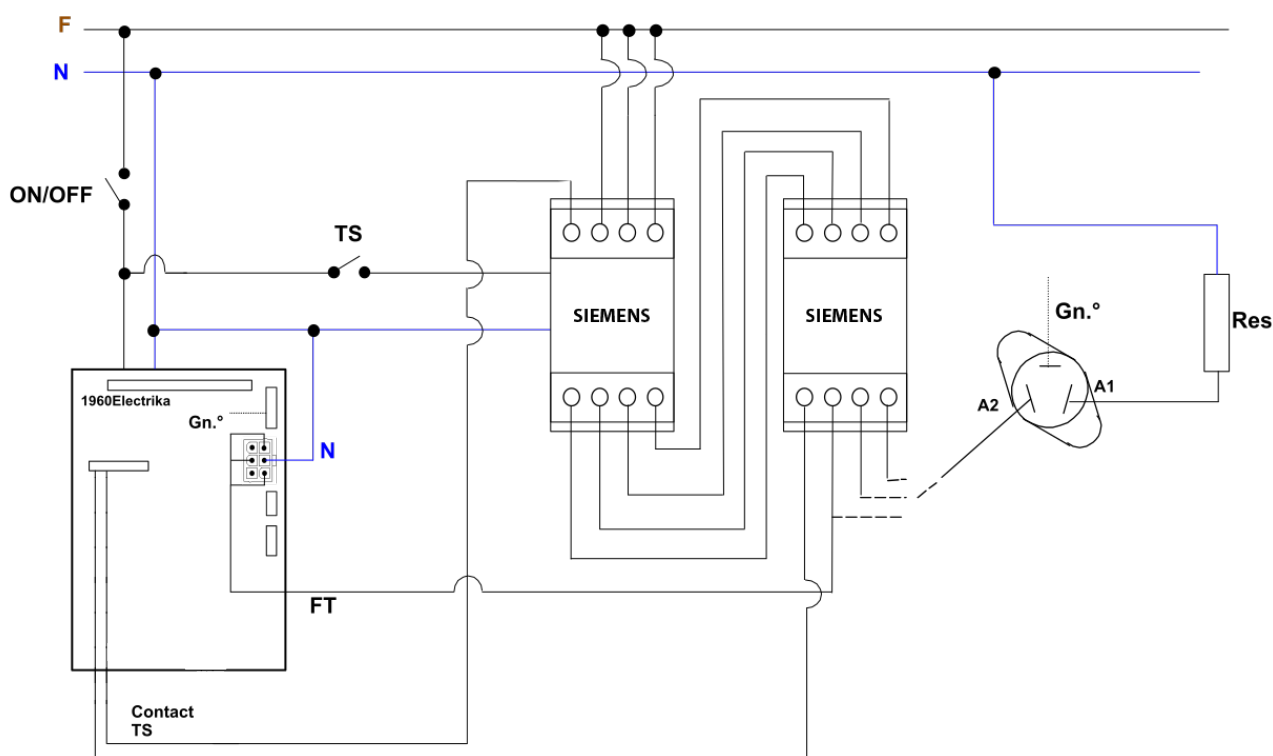 F
N
ON/OFF
TS
SIEMENS
SIEMENS
Gn.°
Res
A1
A2
1960Electrika
Gn.°
N
FT
Contact
TS